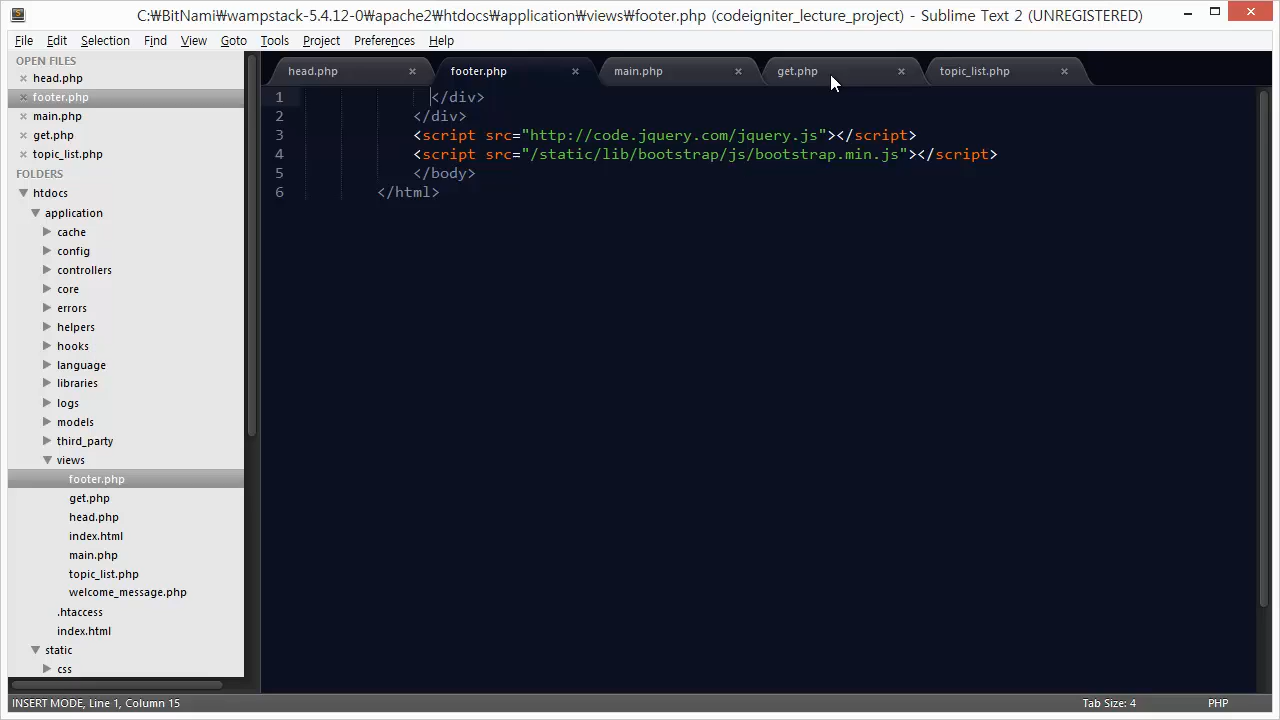 C:₩BitNami₩wampstack-5.4.12-0₩apache2₩htdocs₩application₩views₩footer.php (codeigniter_lecture_project) - Sublime Text 2 (UNREGISTERED)
File Edit Selection Find View Goto Tools Project Preferences Help
OPEN FILES
head.php
footer.php
main.php
get.php
topic_list.php
FOLDERS
htdocs
application
cache
config
controllers
core
errors
helpers
hooks
language
libraries
logs
models
third_party
views
footer.php
get.php
head.php
index.html
main.php
topic_list.php
welcome_message.php
.htaccess
index.html
static
css
head.php footer.php main.php get.php topic_list.php
1 </div>
2 </div>
3 <script src="http://code.jquery.com/jquery.js"></script>
4 <script src="/static/lib/bootstrap/js/bootstrap.min.js"></script>
5 </body>
6 </html>
INSERT MODE, Line 1, Column 15 Tab Size: 4 PHP